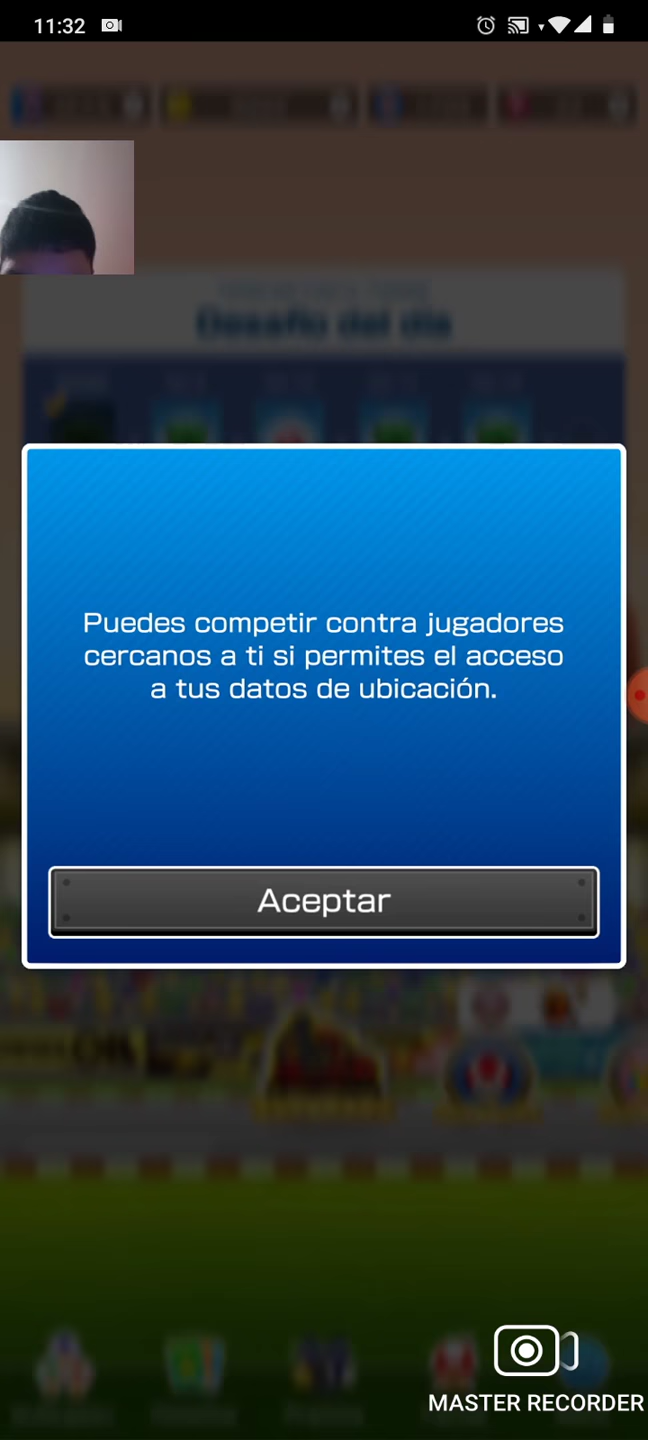 11:32
Desafío del día
Puedes competir contra jugadores
cercanos a ti si permites el acceso
a tus datos de ubicación.
Aceptar
MASTER RECORDER